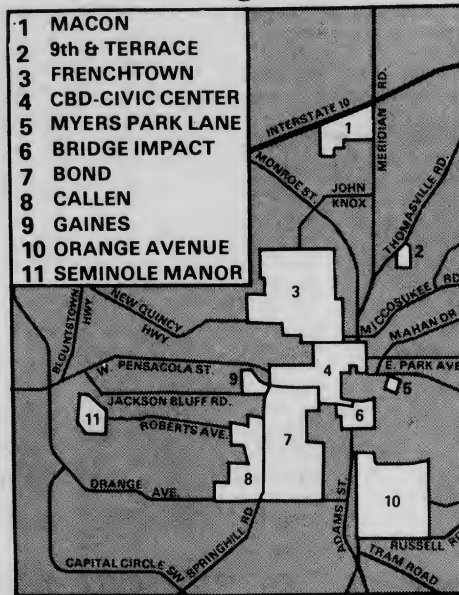 1 MACON
2 9th & TERRACE
3 FRENCHTOWN
4 CBD-CIVIC CENTER
5 MYERS PARK LANE
6 BRIDGE IMPACT
7 BOND
8 CALLEN
9 GAINES
10 ORANGE AVENUE
11 SEMINOLE MANOR
INTERSTATE 10
1
MERIDIAN RD.
MONROE ST.
JOHN
KNOX
THOMASVILLE RD.
2
3
MICCOSUKEE RD
BLOUNTSTOWN
HWY.
NEW QUINCY
HWY
MAHAN DR.
W. PENSACOLA ST.
4
E. PARK AVE
9
5
JACKSON BLUFF RD.
11
ROBERTS AVE.
6
7
ORANGE AVE.
8
10
SPRINGHILL RD
ADAMS ST.
RUSSELL RD
TRAM ROAD
CAPITAL CIRCLE SW